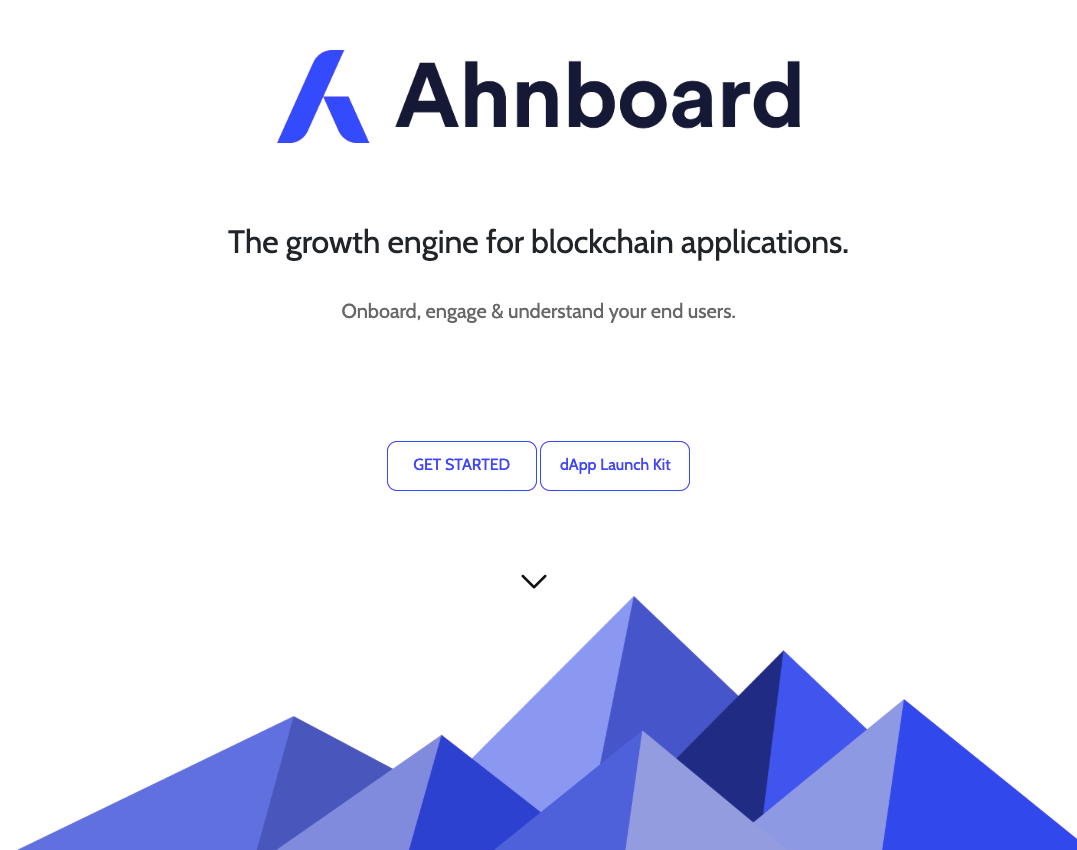 Ahnboard
The growth engine for blockchain applications.
Onboard, engage & understand your end users.
GET STARTED
dApp Launch Kit